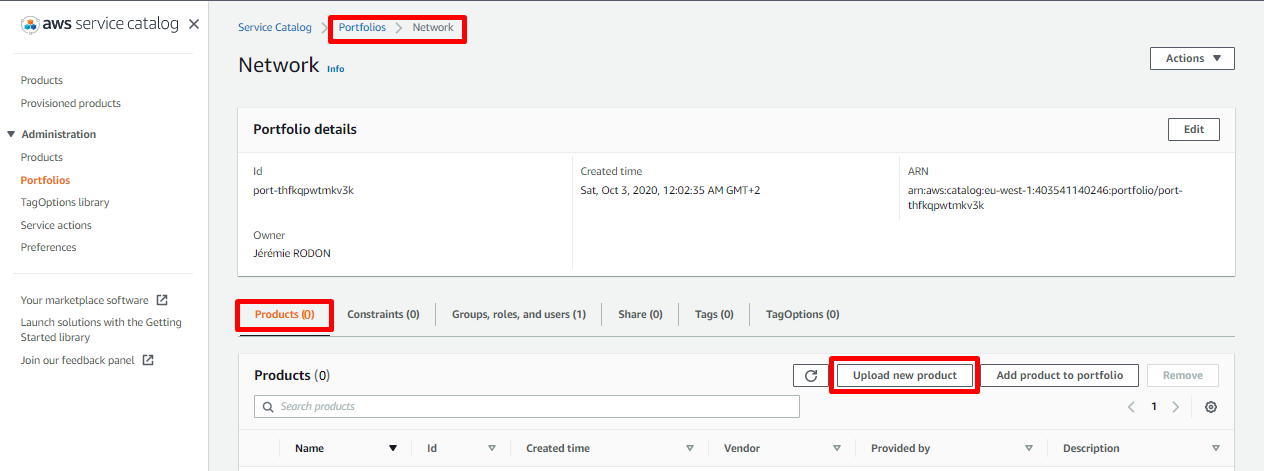 aws service catalog
Products
Provisioned products
Administration
Products
Portfolios
TagOptions library
Service actions
Preferences
Your marketplace software
Launch solutions with the Getting
Started library
Join our feedback panel
Service Catalog > Portfolios > Network
Network Info
Actions
Portfolio details
Edit
Id
port-thfkqpwtmkv3k
Created time
Sat, Oct 3, 2020, 12:02:35 AM GMT+2
ARN
arn:aws:catalog:eu-west-1:403541140246:portfolio/port-
thfkqpwtmkv3k
Owner
Jérémie RODON
Products (0) Constraints (0) Groups, roles, and users (1) Share (0) Tags (0) TagOptions (0)
Products (0)
Upload new product Add product to portfolio Remove
Search products
1
Name Id Created time Vendor Provided by Description